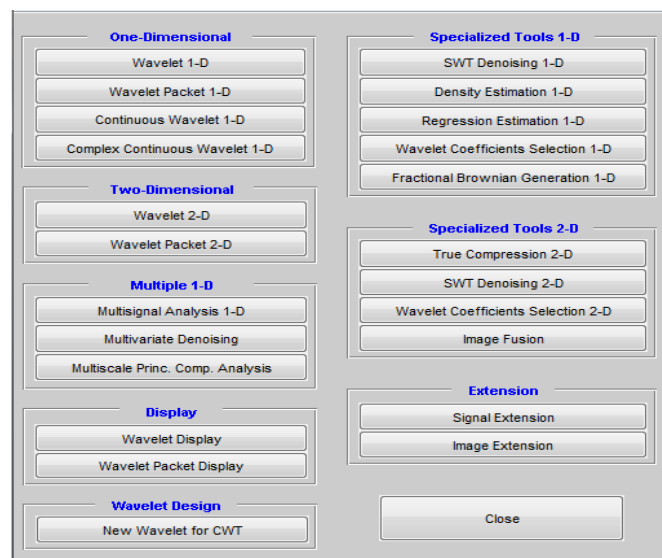 One-Dimensional
Wavelet 1-D
Wavelet Packet 1-D
Continuous Wavelet 1-D
Complex Continuous Wavelet 1-D
Two-Dimensional
Wavelet 2-D
Wavelet Packet 2-D
Multiple 1-D
Multisignal Analysis 1-D
Multivariate Denoising
Multiscale Princ. Comp. Analysis
Display
Wavelet Display
Wavelet Packet Display
Wavelet Design
New Wavelet for CWT
Specialized Tools 1-D
SWT Denoising 1-D
Density Estimation 1-D
Regression Estimation 1-D
Wavelet Coefficients Selection 1-D
Fractional Brownian Generation 1-D
Specialized Tools 2-D
True Compression 2-D
SWT Denoising 2-D
Wavelet Coefficients Selection 2-D
Image Fusion
Extension
Signal Extension
Image Extension
Close